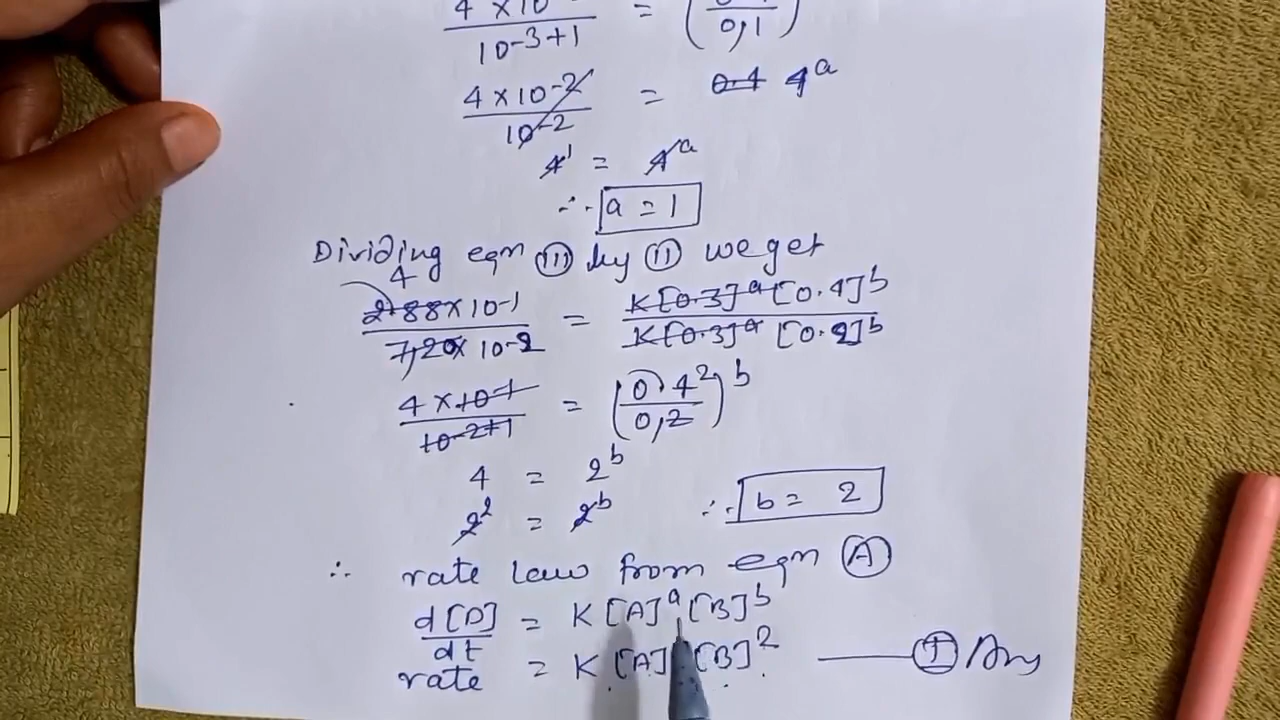 4 × 10 / 10-3+1 = ( / 0,1 )
4 × 10-2 / 10-2 = 0.4 4a
4¹ = 4a
∴ a = 1
Dividing eqn (III) by (II) we get
4
2.88 × 10-1 / 7,20 × 10-2 = K[0.3]a [0.4]b / K[0.3]a [0.2]b
4 × 10-1 / 10-2+1 = ( 0.4 2 / 0,2 )b
4 = 2b
2² = 2b ∴ b = 2
∴ rate law from eqn (A)
d[D] / dt = K [A]a [B]b
rate = K [A] [B]² —— (I) Ans